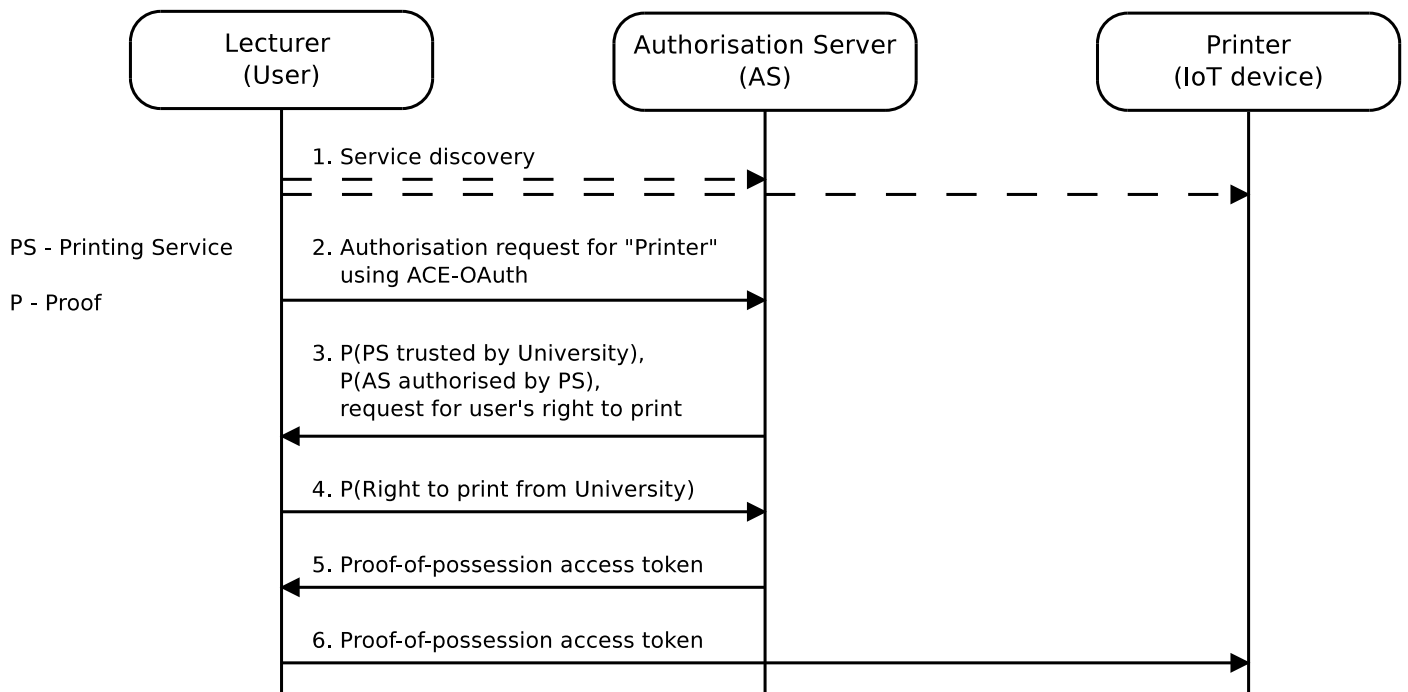 Lecturer
(User)
Authorisation Server
(AS)
Printer
(IoT device)
1. Service discovery
PS - Printing Service
P - Proof
2. Authorisation request for "Printer"
using ACE-OAuth
3. P(PS trusted by University),
P(AS authorised by PS),
request for user's right to print
4. P(Right to print from University)
5. Proof-of-possession access token
6. Proof-of-possession access token